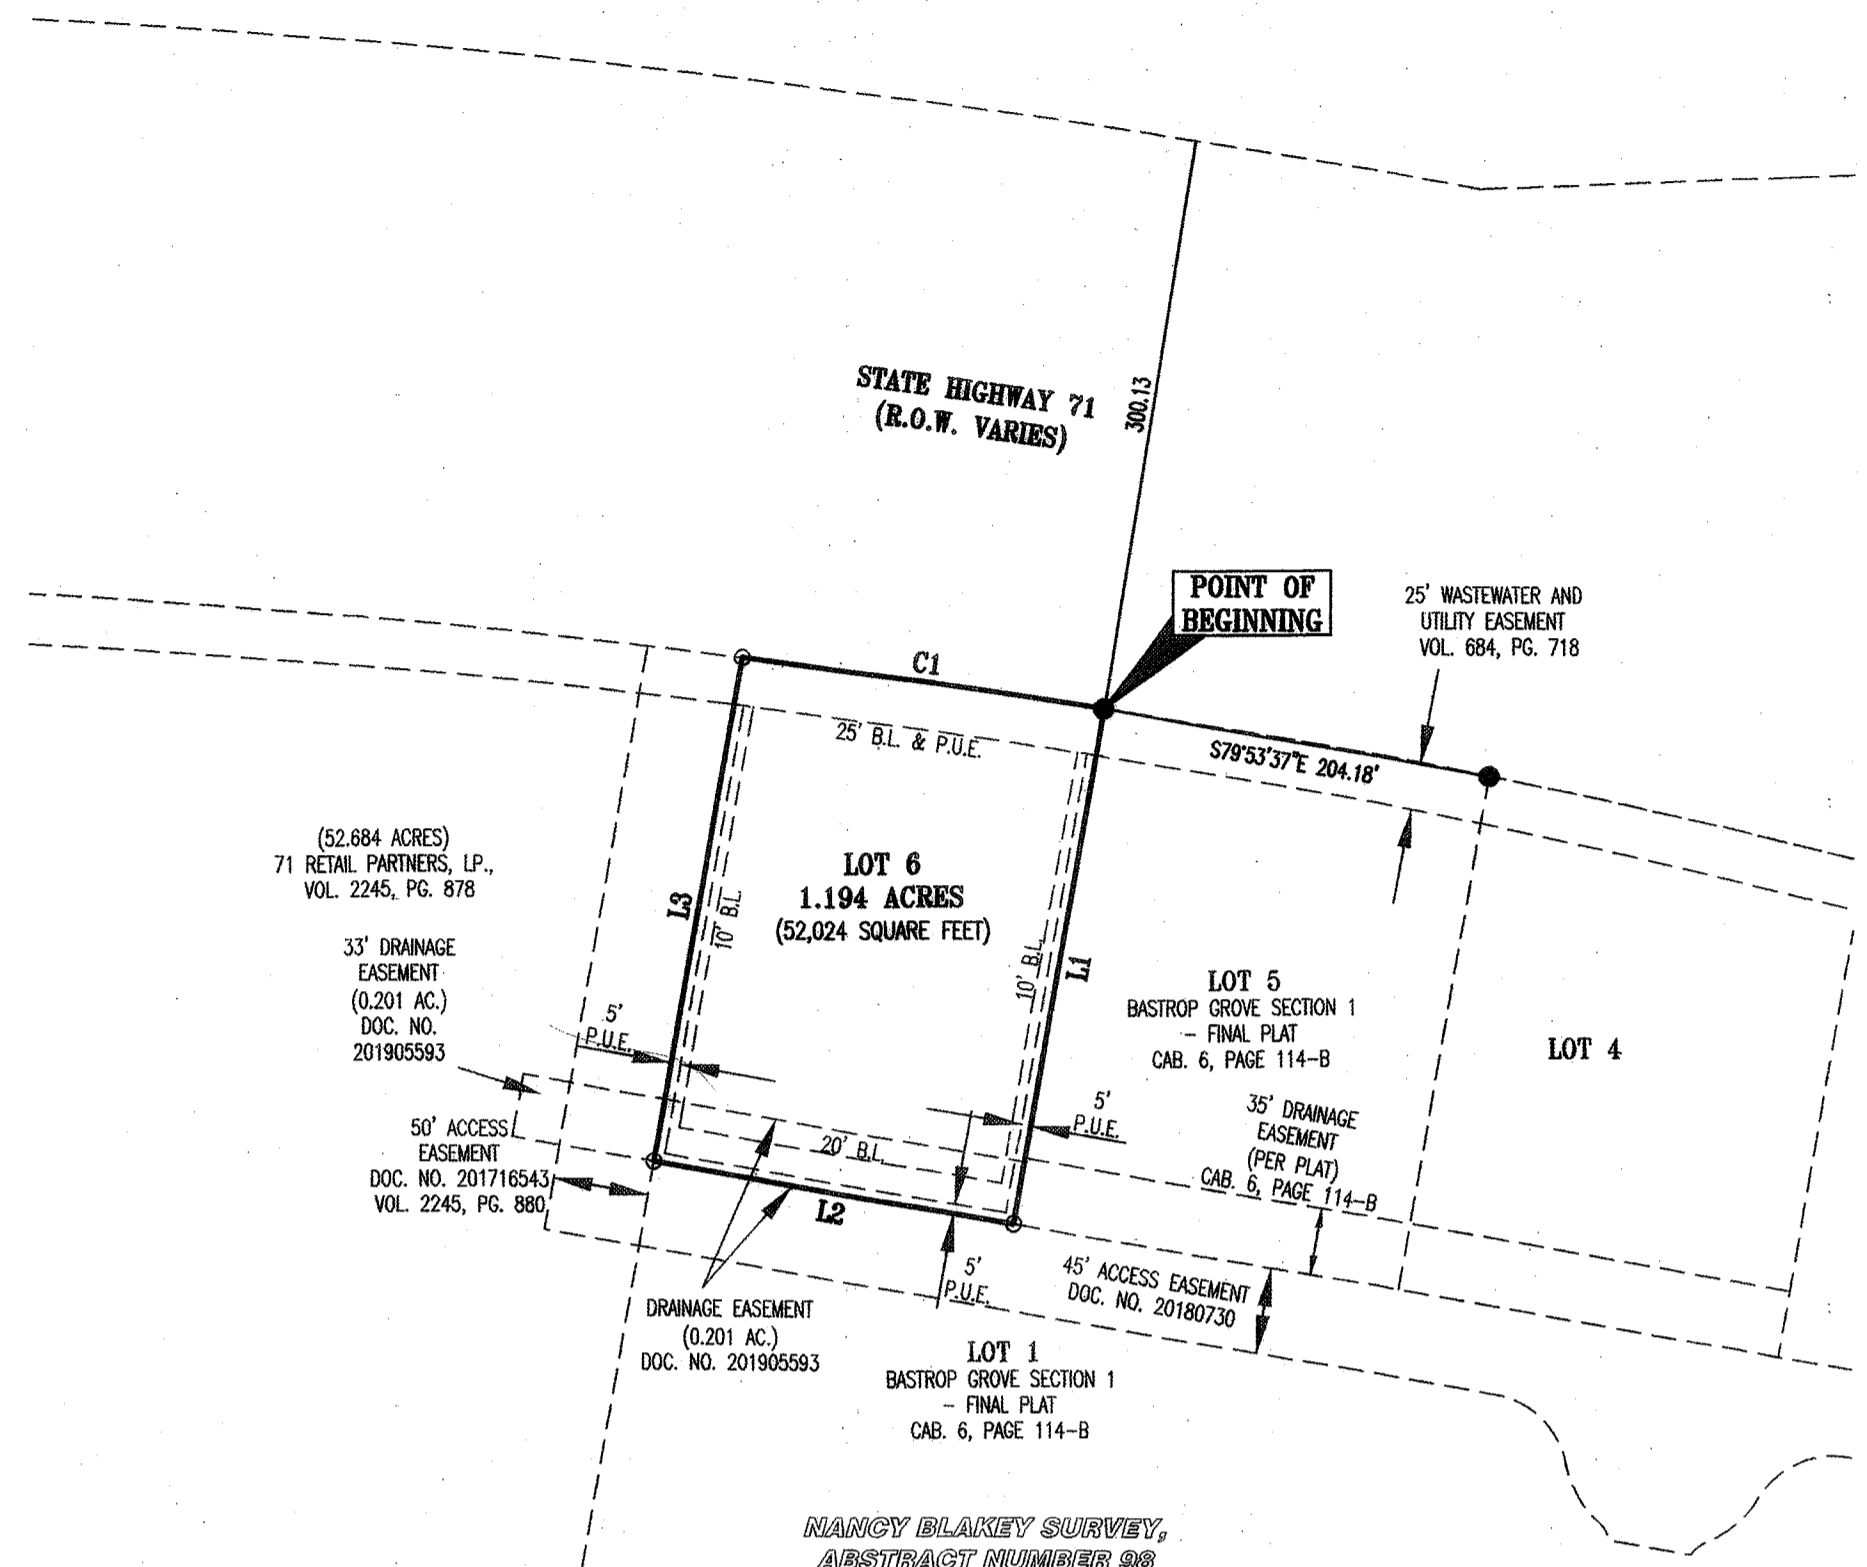 STATE HIGHWAY 71
(R.O.W. VARIES)
300.13
POINT OF
BEGINNING
25' WASTEWATER AND
UTILITY EASEMENT
VOL. 684, PG. 718
C1
25' B.L. & P.U.E.
S79°53'37"E 204.18'
(52.684 ACRES)
71 RETAIL PARTNERS, LP.,
VOL. 2245, PG. 878
LOT 6
1.194 ACRES
(52,024 SQUARE FEET)
L3
10' B.L.
10' B.L.
L1
33' DRAINAGE
EASEMENT
(0.201 AC.)
DOC. NO.
201905593
5'
P.U.E.
LOT 5
BASTROP GROVE SECTION 1
- FINAL PLAT
CAB. 6, PAGE 114-B
LOT 4
50' ACCESS
EASEMENT
DOC. NO. 201716543
VOL. 2245, PG. 880
20' B.L.
5'
P.U.E.
35' DRAINAGE
EASEMENT
(PER PLAT)
CAB. 6, PAGE 114-B
L2
5'
P.U.E.
45' ACCESS EASEMENT
DOC. NO. 20180730
DRAINAGE EASEMENT
(0.201 AC.)
DOC. NO. 201905593
LOT 1
BASTROP GROVE SECTION 1
- FINAL PLAT
CAB. 6, PAGE 114-B
NANCY BLAKEY SURVEY,
ABSTRACT NUMBER 98